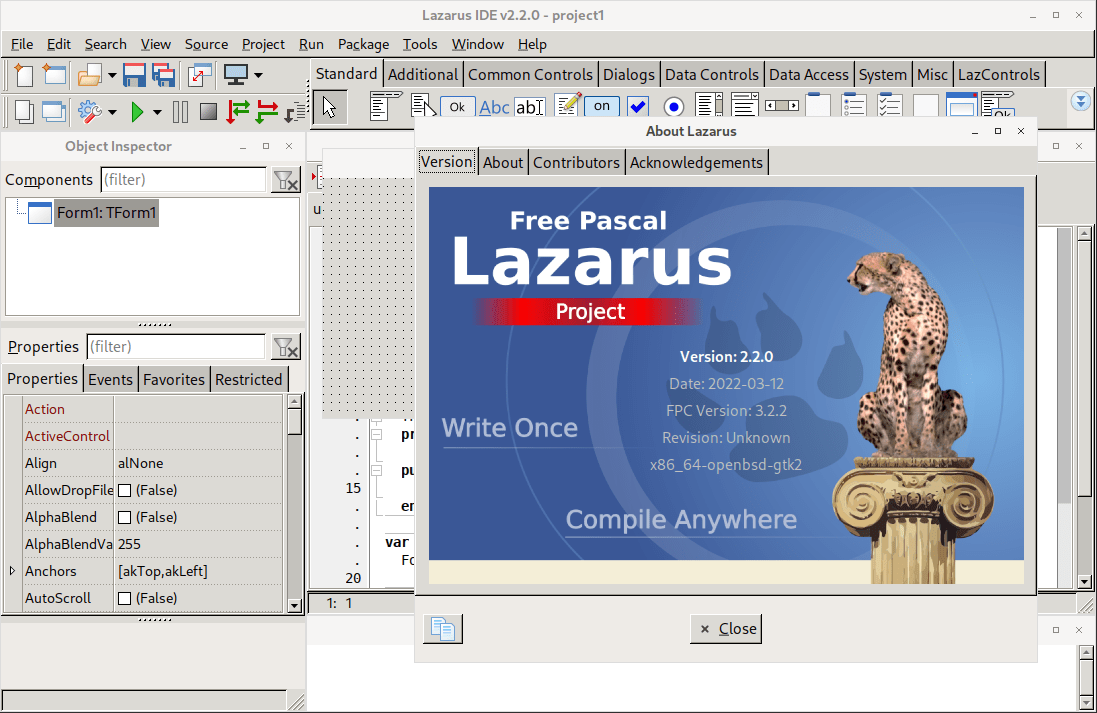 Lazarus IDE v2.2.0 - project1
File Edit Search View Source Project Run Package Tools Window Help
Standard Additional Common Controls Dialogs Data Controls Data Access System Misc LazControls
Ok Abc ab on
Object Inspector
Components (filter)
Form1: TForm1
Properties (filter)
Properties Events Favorites Restricted
Action
ActiveControl
Align alNone
AllowDropFile (False)
AlphaBlend (False)
AlphaBlendVa 255
Anchors [akTop,akLeft]
AutoScroll (False)
u
pr
pu
15
en
var
Fo
20
1: 1
About Lazarus
Version About Contributors Acknowledgements
Free Pascal
Lazarus
Project
Version: 2.2.0
Date: 2022-03-12
FPC Version: 3.2.2
Revision: Unknown
x86_64-openbsd-gtk2
Write Once
Compile Anywhere
Close